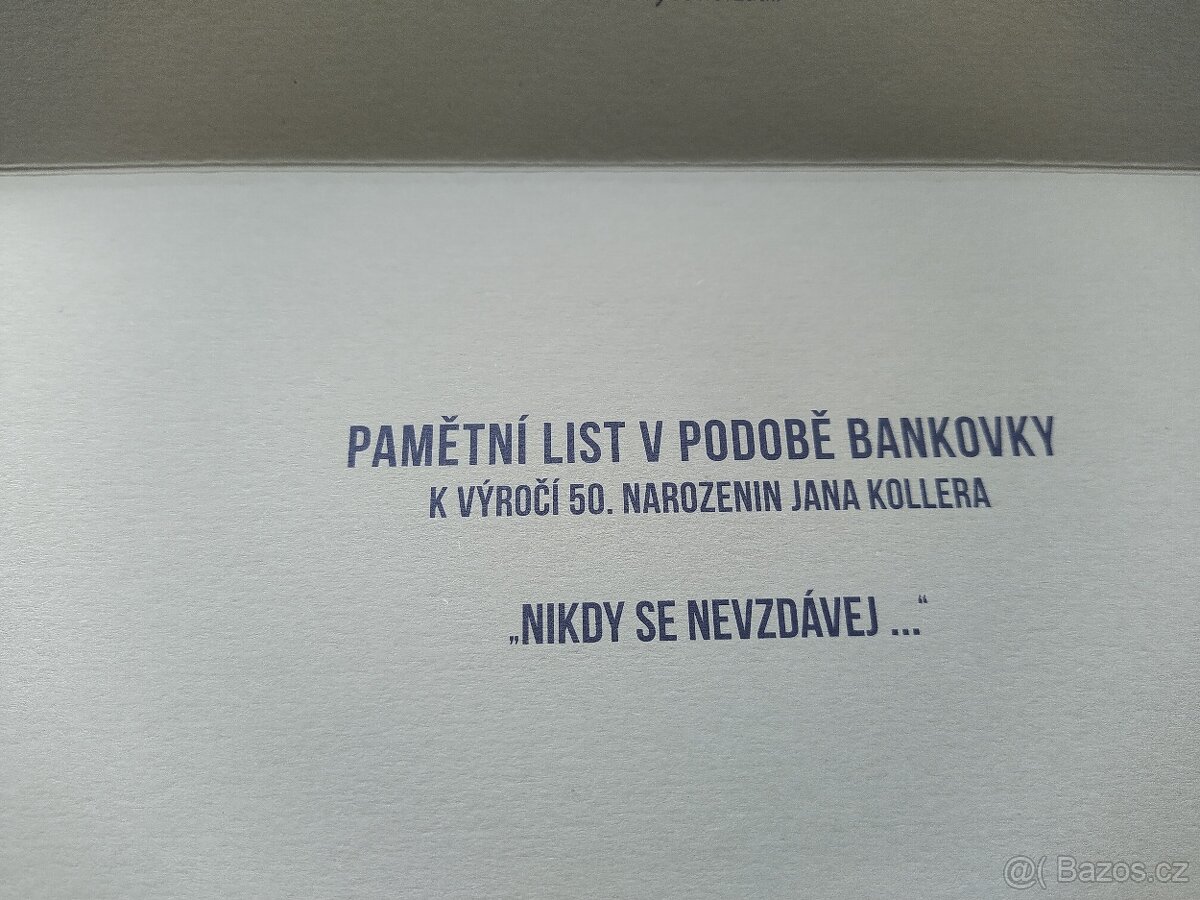 PAMĚTNÍ LIST V PODOBĚ BANKOVKY
K VÝROČÍ 50. NAROZENIN JANA KOLLERA
„NIKDY SE NEVZDÁVEJ ...“
@( Bazos.cz